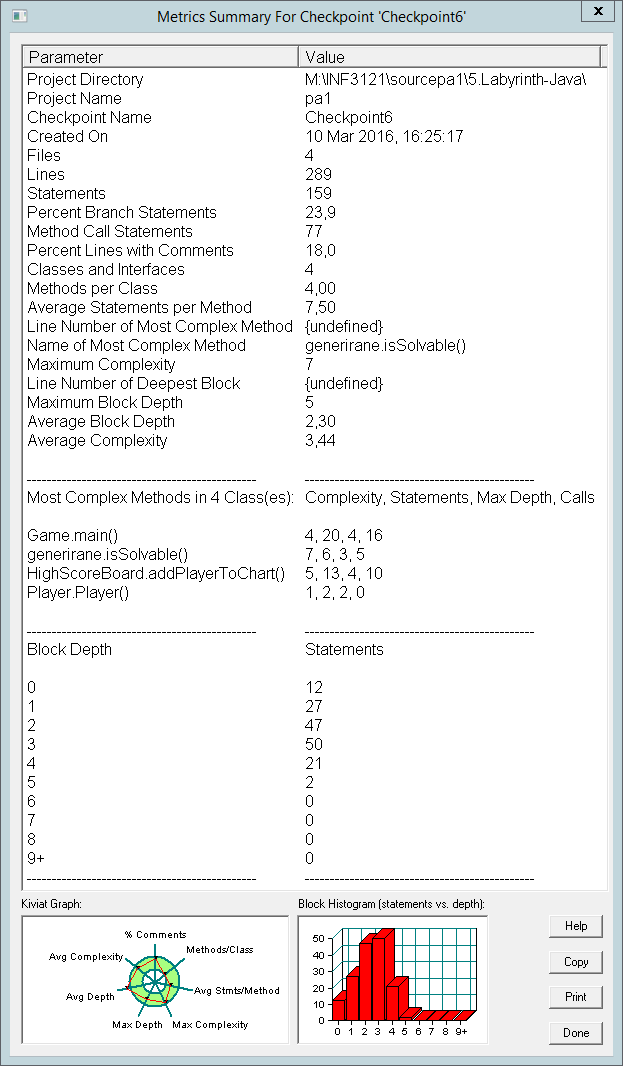 Metrics Summary For Checkpoint 'Checkpoint6'
x
Parameter Value
Project Directory M:\INF3121\sourcepa1\5.Labyrinth-Java\
Project Name pa1
Checkpoint Name Checkpoint6
Created On 10 Mar 2016, 16:25:17
Files 4
Lines 289
Statements 159
Percent Branch Statements 23,9
Method Call Statements 77
Percent Lines with Comments 18,0
Classes and Interfaces 4
Methods per Class 4,00
Average Statements per Method 7,50
Line Number of Most Complex Method {undefined}
Name of Most Complex Method generirane.isSolvable()
Maximum Complexity 7
Line Number of Deepest Block {undefined}
Maximum Block Depth 5
Average Block Depth 2,30
Average Complexity 3,44
Most Complex Methods in 4 Class(es): Complexity, Statements, Max Depth, Calls
Game.main() 4, 20, 4, 16
generirane.isSolvable() 7, 6, 3, 5
HighScoreBoard.addPlayerToChart() 5, 13, 4, 10
Player.Player() 1, 2, 2, 0
Block Depth Statements
0 12
1 27
2 47
3 50
4 21
5 2
6 0
7 0
8 0
9+ 0
Kiviat Graph:
% Comments
Methods/Class
Avg Complexity
Avg Stmts/Method
Avg Depth
Max Depth
Max Complexity
Block Histogram (statements vs. depth):
50
40
30
20
10
0
0 1 2 3 4 5 6 7 8 9+
Help
Copy
Print
Done